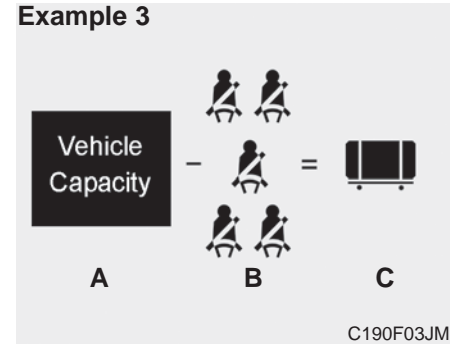 Example 3
Vehicle
Capacity
-
=
A B C
C190F03JM